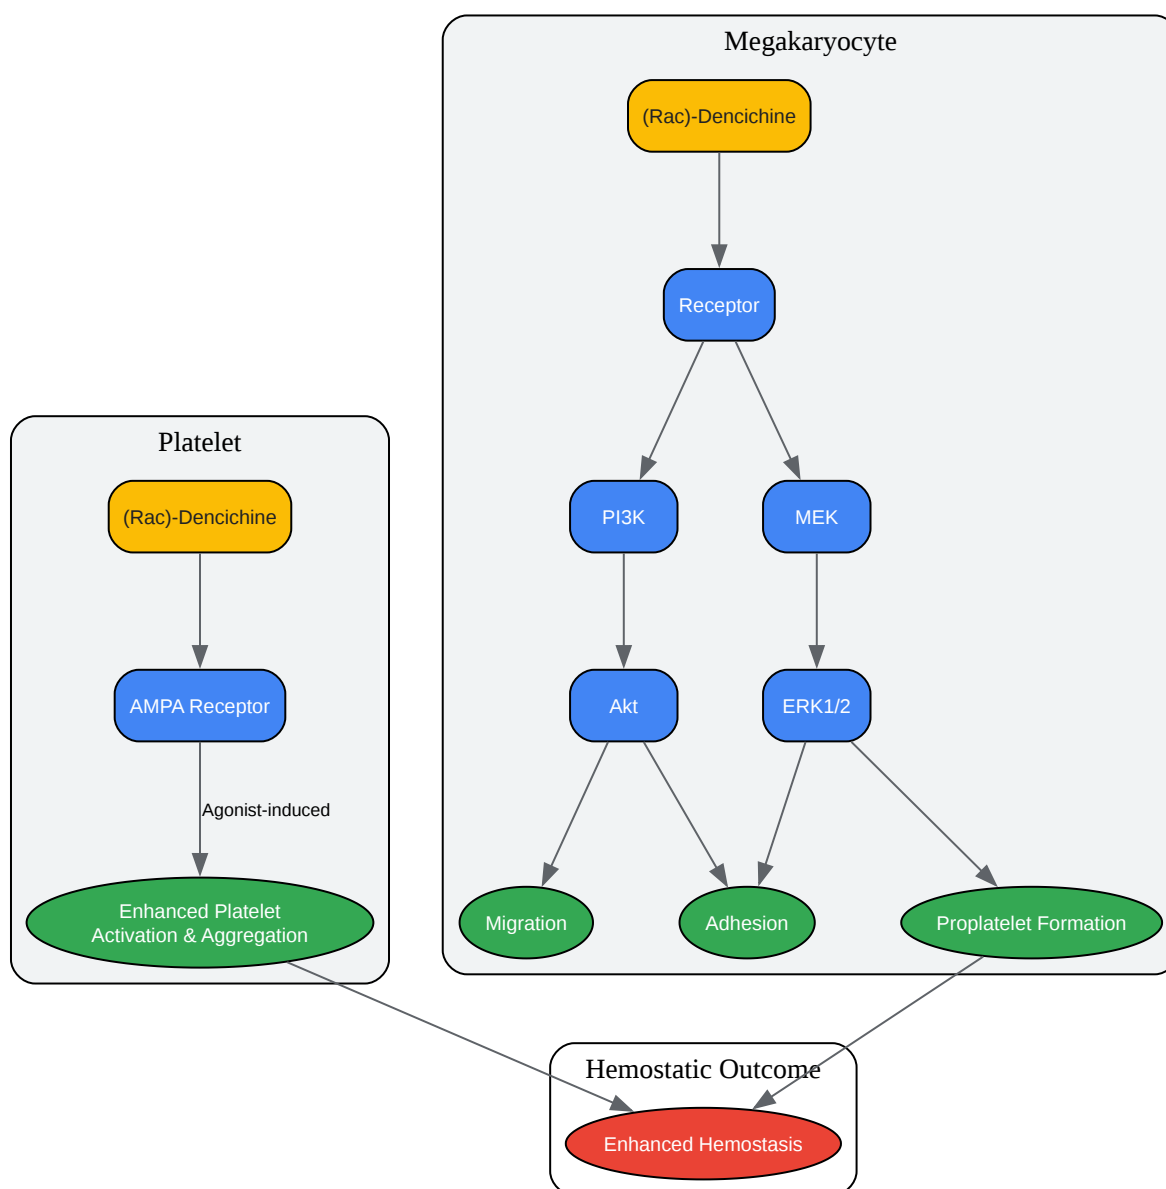 Megakaryocyte
(Rac)-Dencichine
Receptor
PI3K
MEK
Akt
ERK1/2
Migration
Adhesion
Proplatelet Formation
Platelet
(Rac)-Dencichine
AMPA Receptor
Agonist-induced
Enhanced Platelet
Activation & Aggregation
Hemostatic Outcome
Enhanced Hemostasis